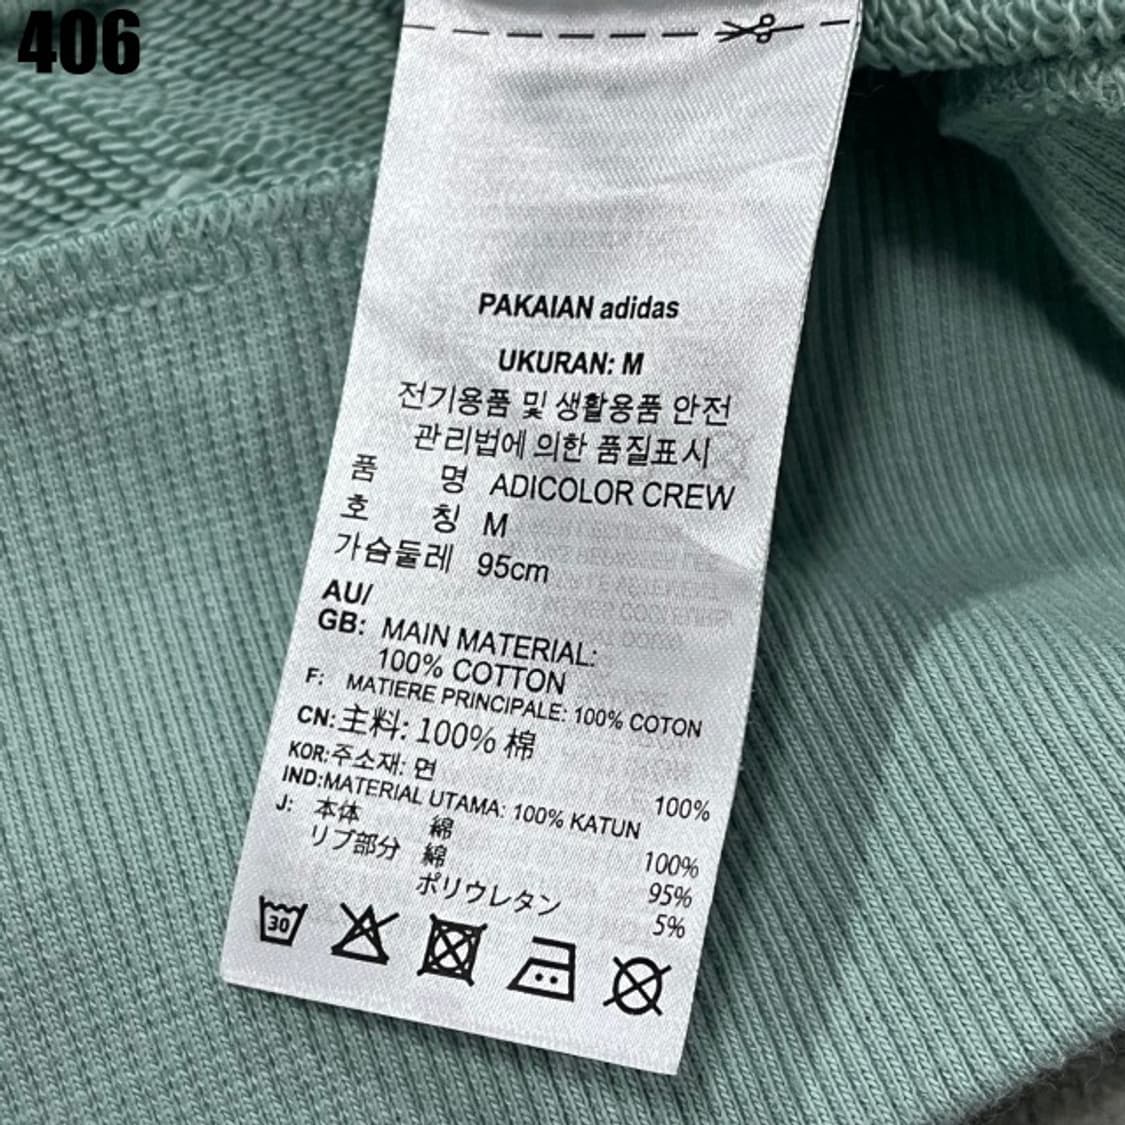 406
PAKAIAN adidas
UKURAN: M
전기용품 및 생활용품 안전
관리법에 의한 품질표시
품 명 ADICOLOR CREW
호 칭 M
가슴둘레 95cm
AU/
GB: MAIN MATERIAL:
100% COTTON
F: MATIERE PRINCIPALE: 100% COTON
CN:主料: 100% 棉
KOR:주소재: 면 100%
IND:MATERIAL UTAMA: 100% KATUN
J: 本体 綿 100%
リブ部分 綿 95%
ポリウレタン 5%
30